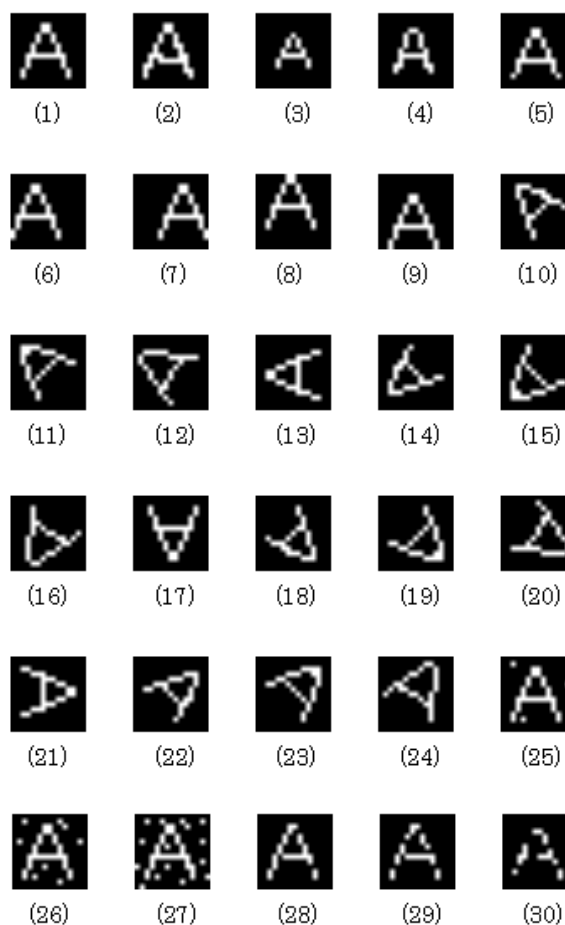 A A A A A
(1) (2) (3) (4) (5)
A A A A A
(6) (7) (8) (9) (10)
A A A A A
(11) (12) (13) (14) (15)
A A A A A
(16) (17) (18) (19) (20)
A A A A A
(21) (22) (23) (24) (25)
A A A A A
(26) (27) (28) (29) (30)